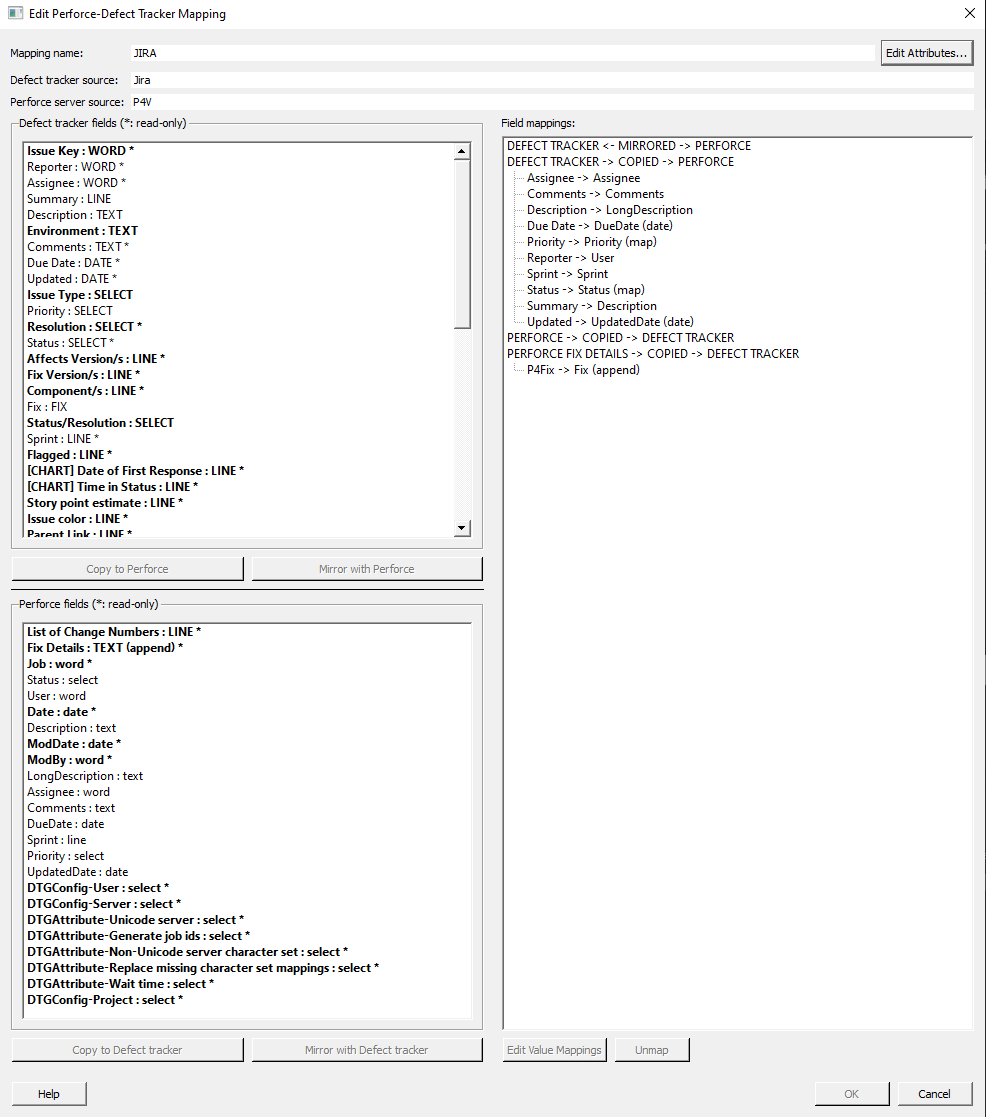 Edit Perforce-Defect Tracker Mapping
Mapping name: JIRA Edit Attributes...
Defect tracker source: Jira
Perforce server source: P4V
Defect tracker fields (*: read-only)
Issue Key : WORD *
Reporter : WORD *
Assignee : WORD *
Summary : LINE
Description : TEXT
Environment : TEXT
Comments : TEXT *
Due Date : DATE *
Updated : DATE *
Issue Type : SELECT
Priority : SELECT
Resolution : SELECT *
Status : SELECT *
Affects Version/s : LINE *
Fix Version/s : LINE *
Component/s : LINE *
Fix : FIX
Status/Resolution : SELECT
Sprint : LINE *
Flagged : LINE *
[CHART] Date of First Response : LINE *
[CHART] Time in Status : LINE *
Story point estimate : LINE *
Issue color : LINE *
Parent Link : LINE *
Copy to Perforce
Mirror with Perforce
Perforce fields (*: read-only)
List of Change Numbers : LINE *
Fix Details : TEXT (append) *
Job : word *
Status : select
User : word
Date : date *
Description : text
ModDate : date *
ModBy : word *
LongDescription : text
Assignee : word
Comments : text
DueDate : date
Sprint : line
Priority : select
UpdatedDate : date
DTGConfig-User : select *
DTGConfig-Server : select *
DTGAttribute-Unicode server : select *
DTGAttribute-Generate job ids : select *
DTGAttribute-Non-Unicode server character set : select *
DTGAttribute-Replace missing character set mappings : select *
DTGAttribute-Wait time : select *
DTGConfig-Project : select *
Copy to Defect tracker
Mirror with Defect tracker
Field mappings:
DEFECT TRACKER <- MIRRORED -> PERFORCE
DEFECT TRACKER -> COPIED -> PERFORCE
Assignee -> Assignee
Comments -> Comments
Description -> LongDescription
Due Date -> DueDate (date)
Priority -> Priority (map)
Reporter -> User
Sprint -> Sprint
Status -> Status (map)
Summary -> Description
Updated -> UpdatedDate (date)
PERFORCE -> COPIED -> DEFECT TRACKER
PERFORCE FIX DETAILS -> COPIED -> DEFECT TRACKER
P4Fix -> Fix (append)
Edit Value Mappings
Unmap
Help
OK
Cancel